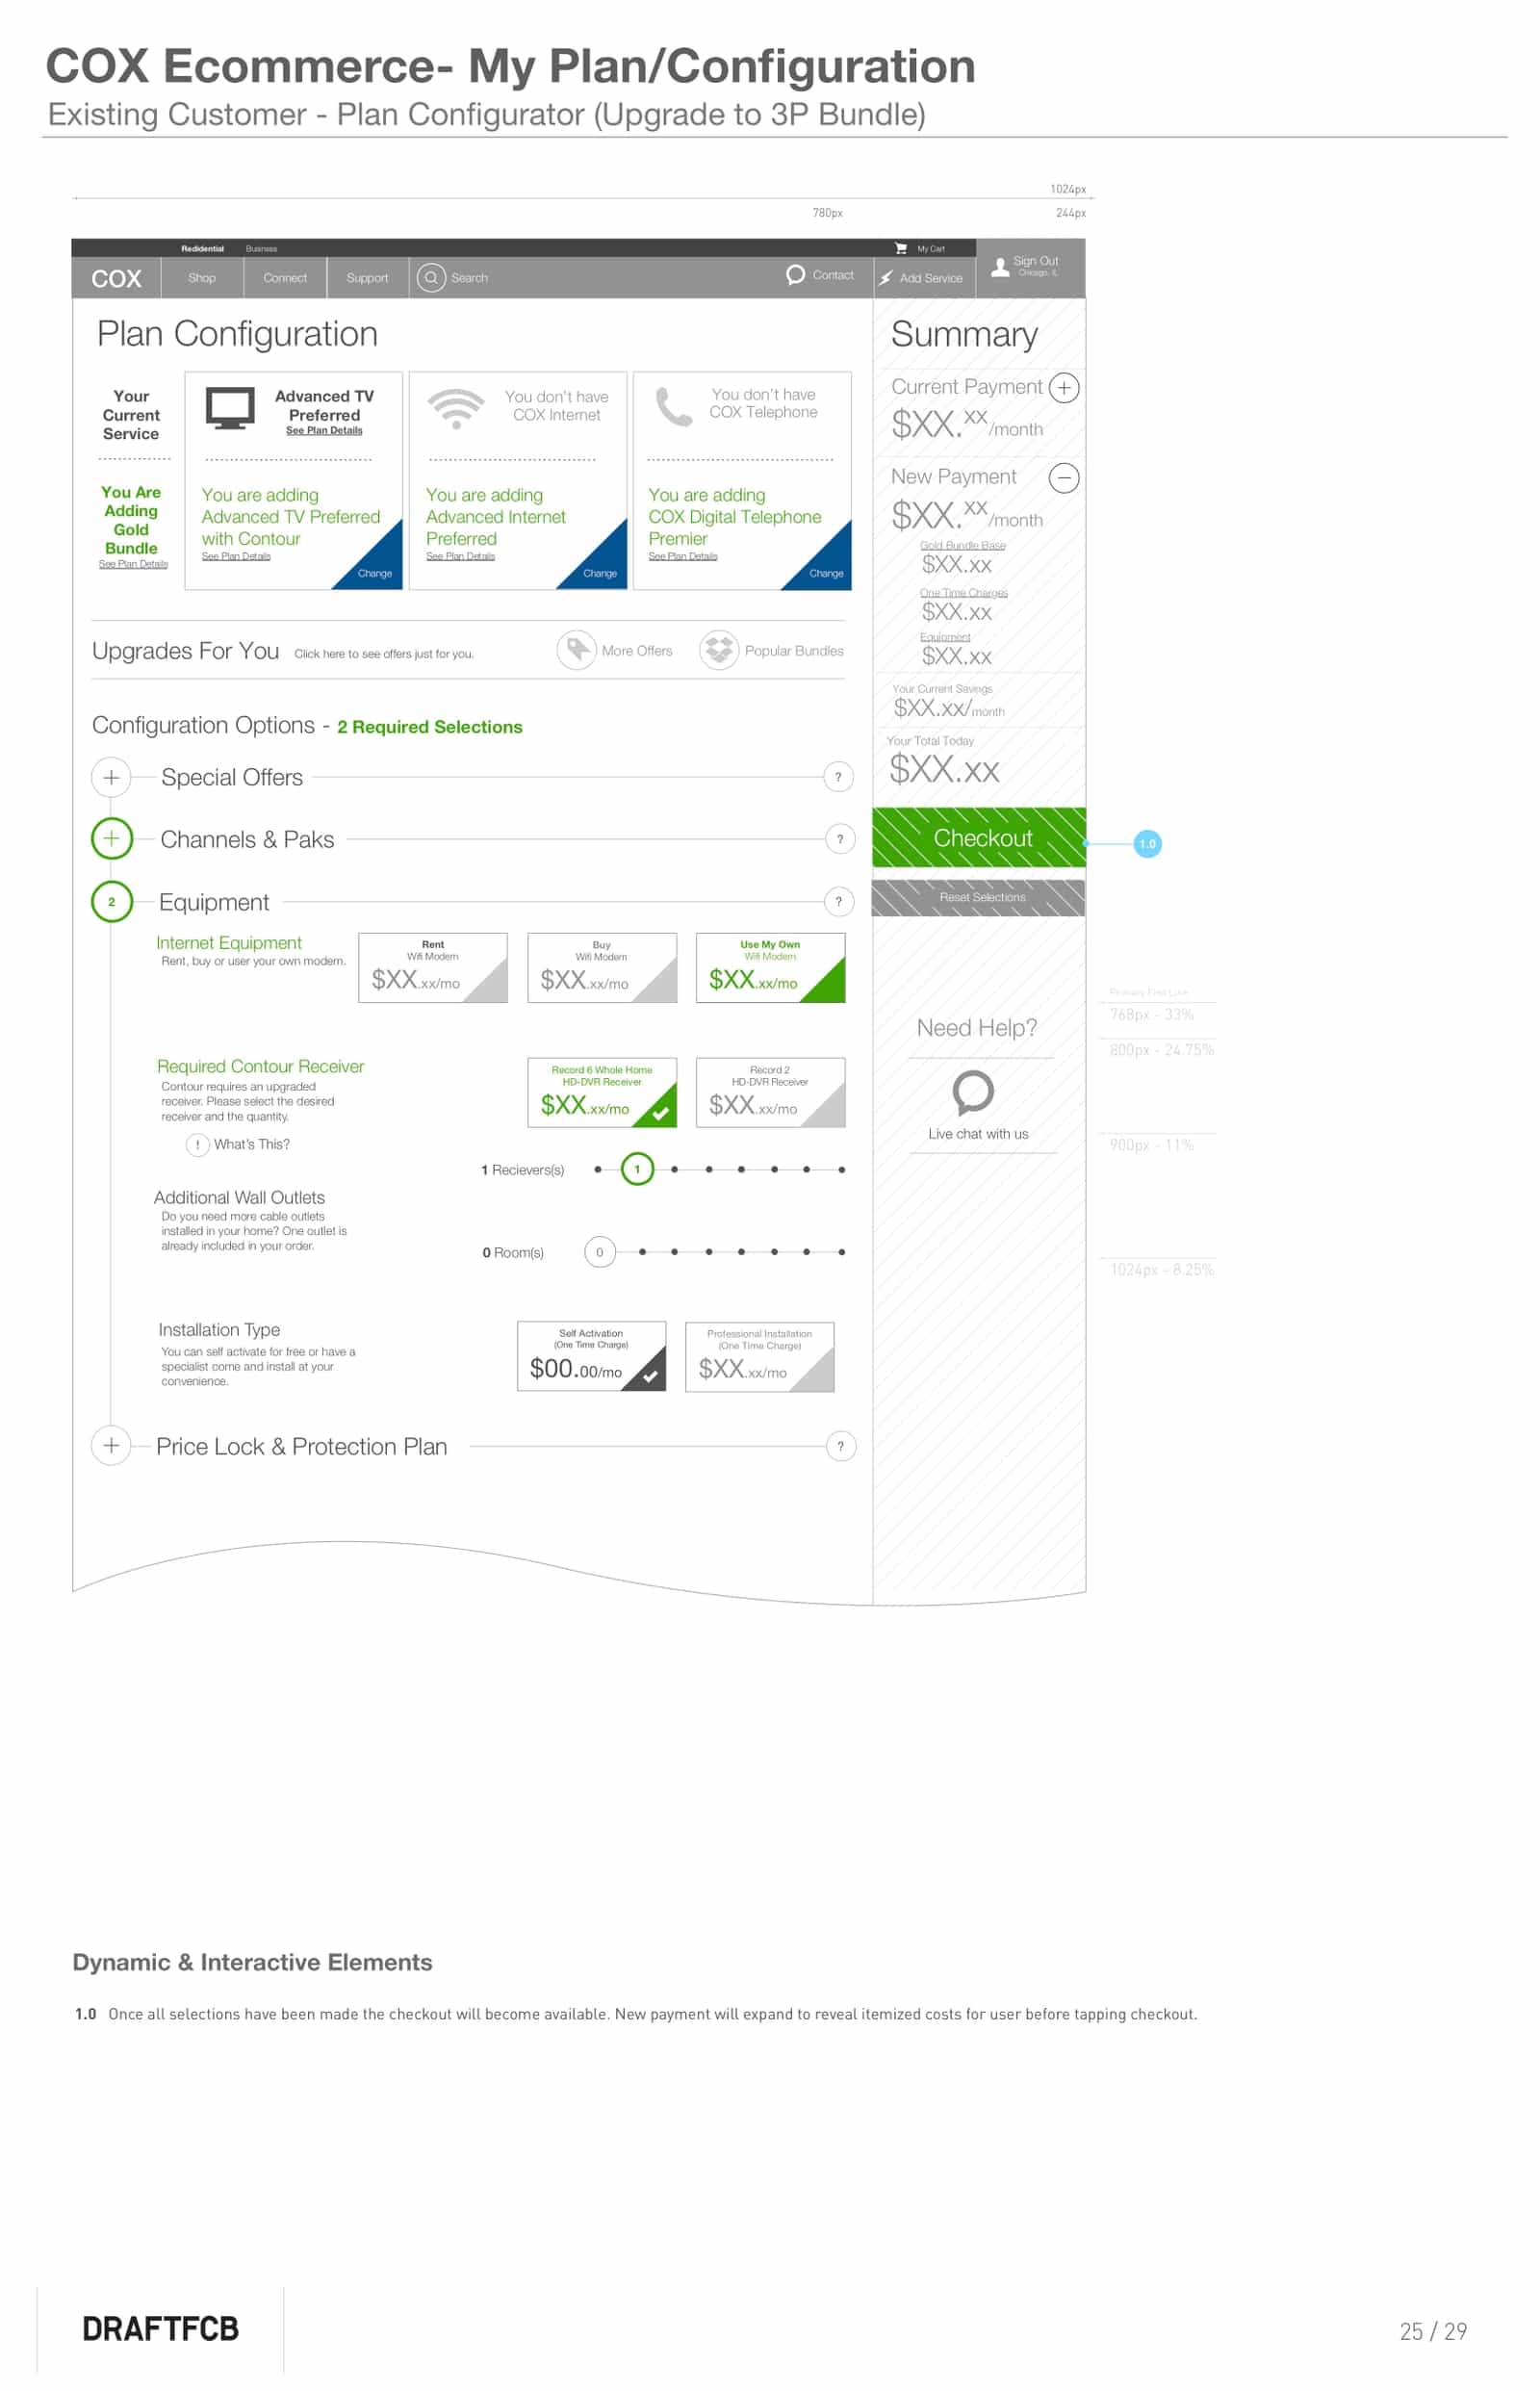 COX Ecommerce- My Plan/Configuration
Existing Customer - Plan Configurator (Upgrade to 3P Bundle)
1024px
780px
244px
Redidential
Business
My Cart
COX
Shop
Connect
Support
Search
Contact
Add Service
Sign Out
Chicago, IL
Plan Configuration
Your
Current
Service
Advanced TV
Preferred
See Plan Details
You don't have
COX Internet
You don't have
COX Telephone
You Are
Adding
Gold
Bundle
See Plan Details
You are adding
Advanced TV Preferred
with Contour
See Plan Details
Change
You are adding
Advanced Internet
Preferred
See Plan Details
Change
You are adding
COX Digital Telephone
Premier
See Plan Details
Change
Upgrades For You
Click here to see offers just for you.
More Offers
Popular Bundles
Configuration Options - 2 Required Selections
+ Special Offers ?
+ Channels & Paks ?
2 Equipment ?
Internet Equipment
Rent, buy or user your own modem.
Rent
Wifi Modem
$XX.xx/mo
Buy
Wifi Modem
$XX.xx/mo
Use My Own
Wifi Modem
$XX.xx/mo
Required Contour Receiver
Contour requires an upgraded
receiver. Please select the desired
receiver and the quantity.
! What's This?
Record 6 Whole Home
HD-DVR Receiver
$XX.xx/mo
Record 2
HD-DVR Receiver
$XX.xx/mo
1 Recievers(s)
1
Additional Wall Outlets
Do you need more cable outlets
installed in your home? One outlet is
already included in your order.
0 Room(s)
0
Installation Type
You can self activate for free or have a
specialist come and install at your
convenience.
Self Activation
(One Time Charge)
$00.00/mo
Professional Installation
(One Time Charge)
$XX.xx/mo
+ Price Lock & Protection Plan ?
Summary
Current Payment +
$XX.xx/month
New Payment −
$XX.xx/month
Gold Bundle Base
$XX.xx
One Time Charges
$XX.xx
Equipment
$XX.xx
Your Current Savings
$XX.xx/month
Your Total Today
$XX.xx
Checkout
1.0
Reset Selections
Need Help?
Live chat with us
768px - 33%
800px - 24.75%
900px - 11%
1024px - 8.25%
Dynamic & Interactive Elements
1.0 Once all selections have been made the checkout will become available. New payment will expand to reveal itemized costs for user before tapping checkout.
DRAFTFCB
25 / 29